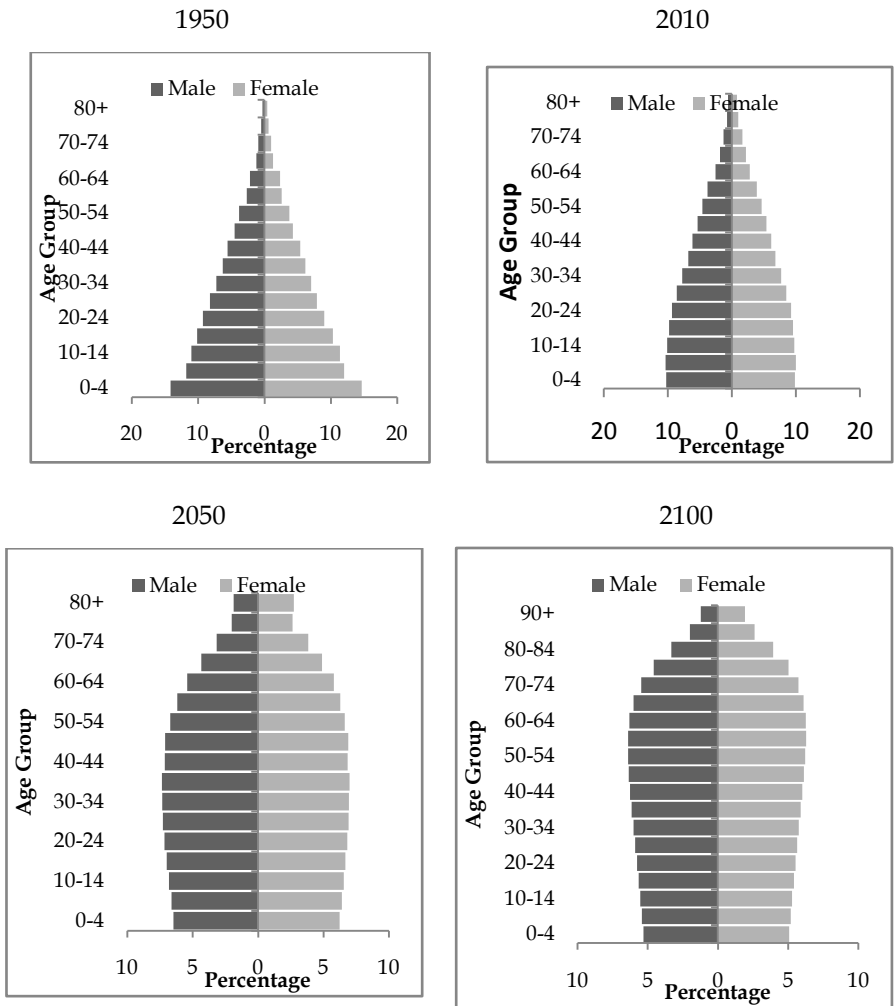 1950
2010
Male Female
80+
70-74
60-64
50-54
40-44
30-34
20-24
10-14
0-4
Age Group
20 10 0 10 20
Percentage
Male Female
80+
70-74
60-64
50-54
40-44
30-34
20-24
10-14
0-4
Age Group
20 10 0 10 20
Percentage
2050
2100
Male Female
80+
70-74
60-64
50-54
40-44
30-34
20-24
10-14
0-4
Age Group
10 5 0 5 10
Percentage
Male Female
90+
80-84
70-74
60-64
50-54
40-44
30-34
20-24
10-14
0-4
Age Group
10 5 0 5 10
Percentage